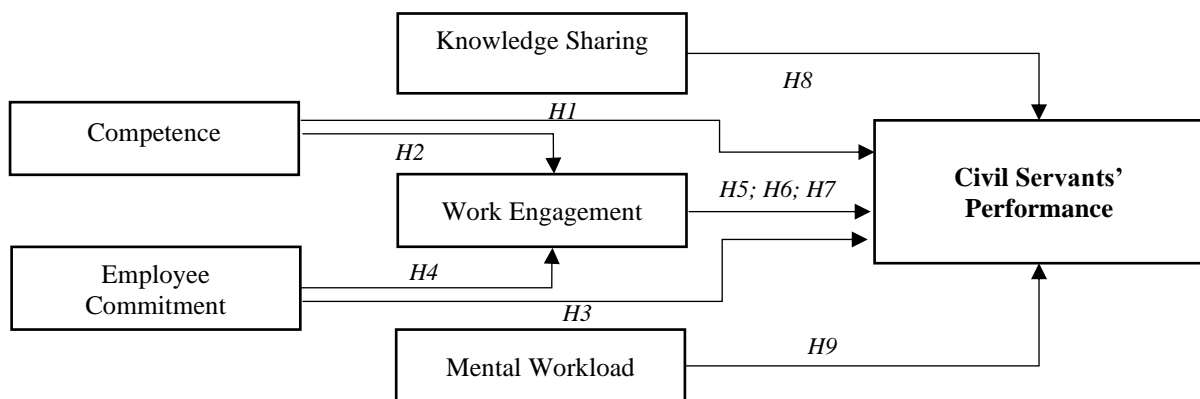 Knowledge Sharing
H8
H1
Competence
H2
Civil Servants’
Performance
H5; H6; H7
Work Engagement
Employee
Commitment
H4
H3
H9
Mental Workload